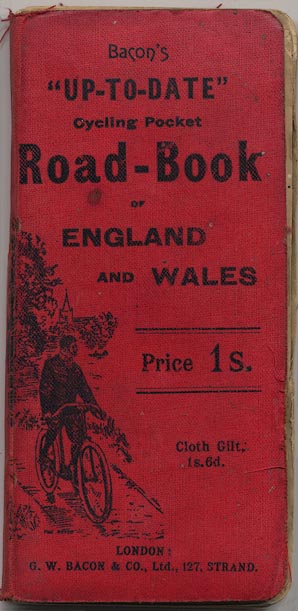 Bacon's
"UP-TO-DATE"
Cycling Pocket
Road-Book
OF
ENGLAND
AND WALES
Price 1s.
Cloth Gilt,
1s.6d.
LONDON:
G. W. BACON & CO., Ltd., 127, STRAND.